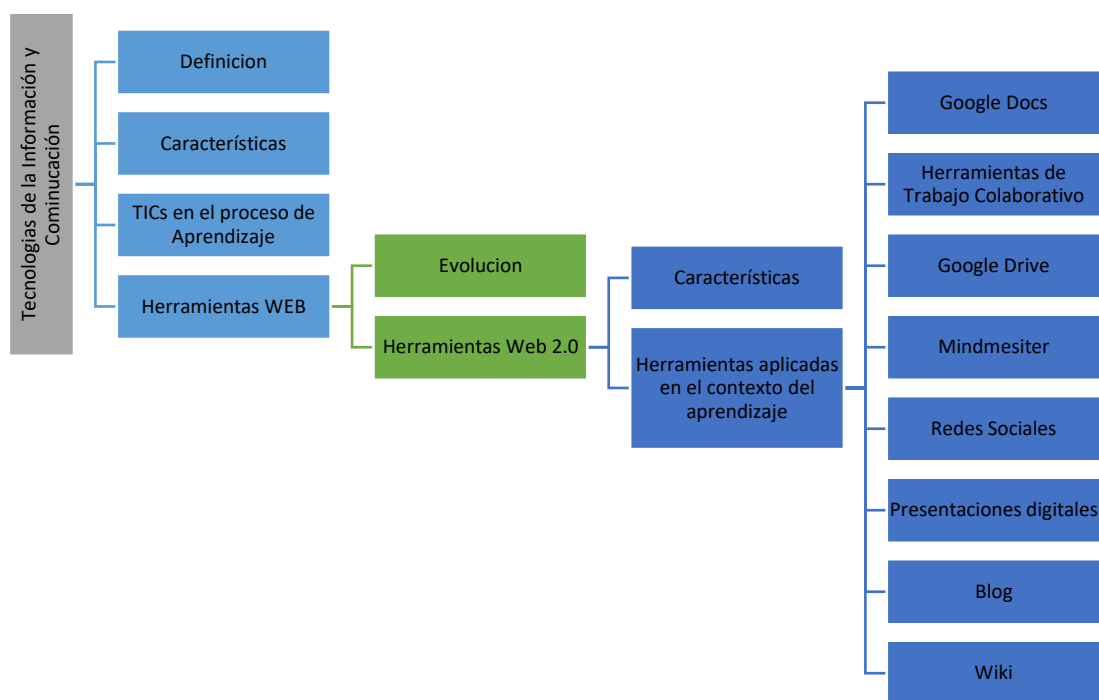 Tecnologias de la Información y
Cominucación
Definicion
Característicías
TICs en el proceso de
Aprendizaje
Herramientas WEB
Evolucion
Herramientas Web 2.0
Característicías
Herramientas aplicadas
en el contexto del
aprendizaje
Google Docs
Herramientas de
Trabajo Colaborativo
Google Drive
Mindmesiter
Redes Sociales
Presentaciones digitales
Blog
Wiki